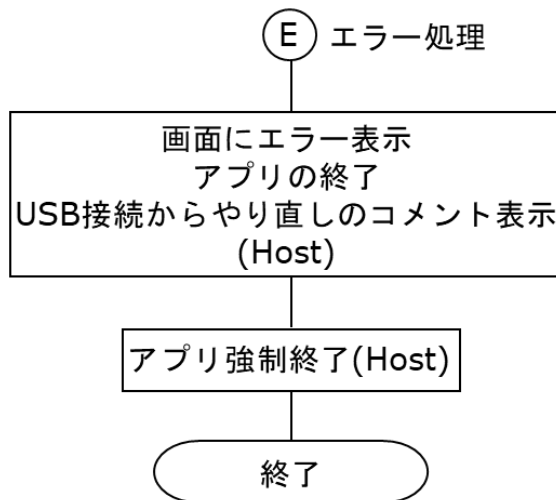 E エラー処理
画面にエラー表示
アプリの終了
USB接続からやり直しのコメント表示
(Host)
アプリ強制終了(Host)
終了